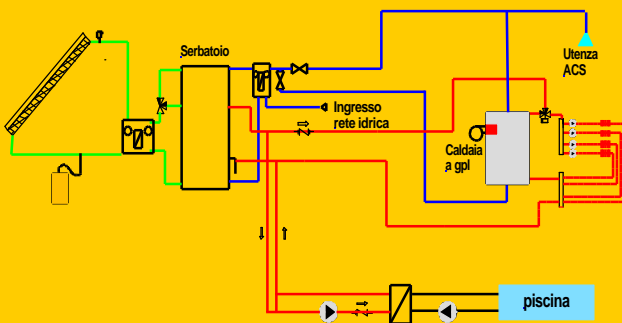 Serbatoio
Utenza
ACS
Ingresso
rete idrica
Caldaia
a gpl
piscina